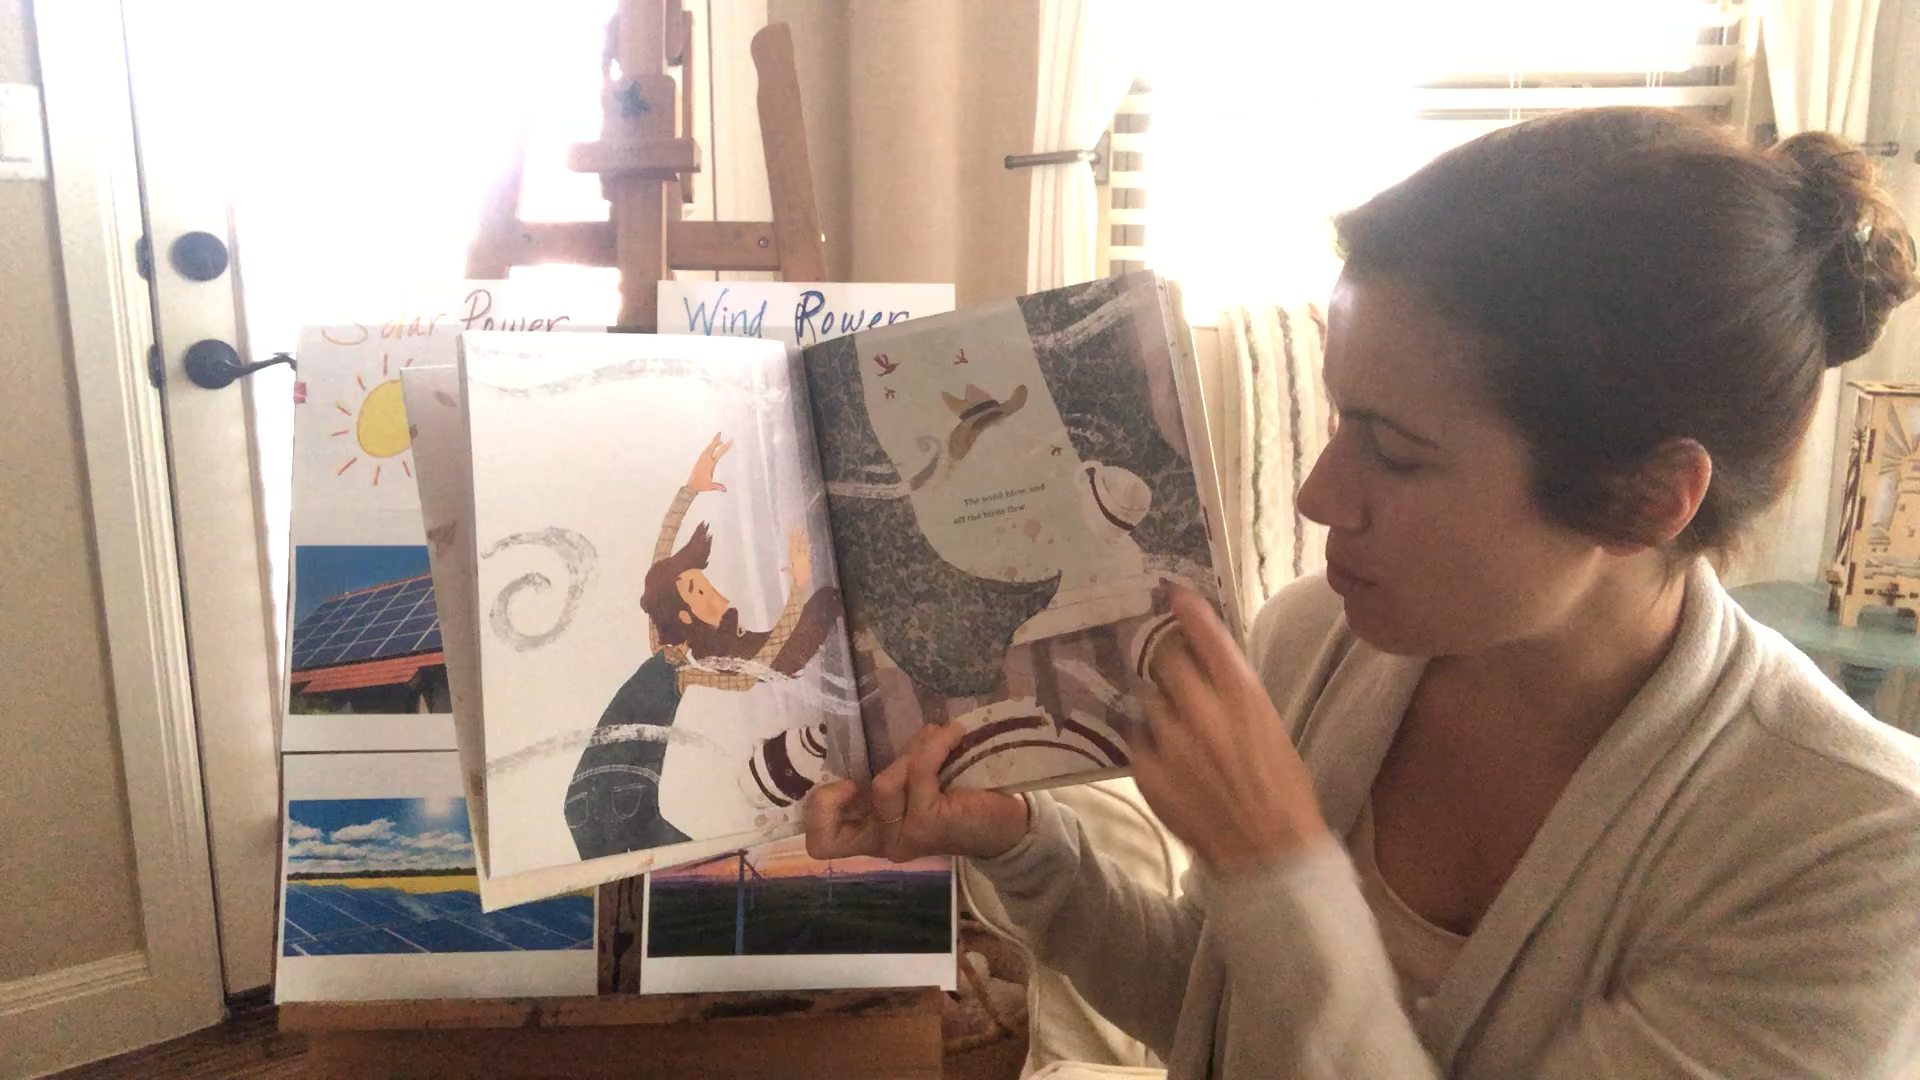 Solar Power
Wind Power
The wind blew and
off the birds flew